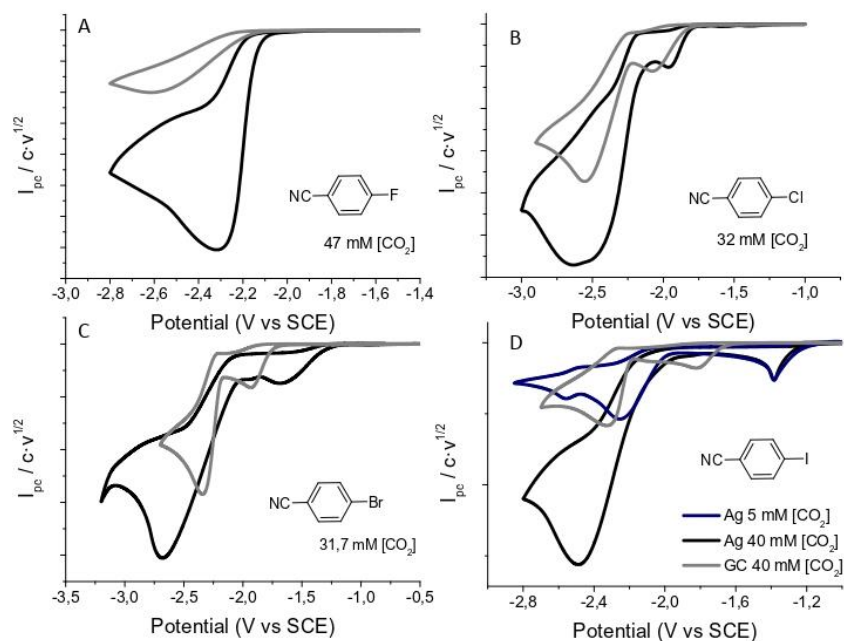 A
I pc / c·v 1/2
NC
F
47 mM [CO2]
-3,0 -2,8 -2,6 -2,4 -2,2 -2,0 -1,8 -1,6 -1,4
Potential (V vs SCE)
B
I pc / c·v 1/2
NC
Cl
32 mM [CO2]
-3,0 -2,5 -2,0 -1,5 -1,0
Potential (V vs SCE)
C
I pc / c·v 1/2
NC
Br
31,7 mM [CO2]
-3,5 -3,0 -2,5 -2,0 -1,5 -1,0 -0,5
Potential (V vs SCE)
D
I pc / c·v 1/2
NC
I
Ag 5 mM [CO2]
Ag 40 mM [CO2]
GC 40 mM [CO2]
-2,8 -2,4 -2,0 -1,6 -1,2
Potential (V vs SCE)